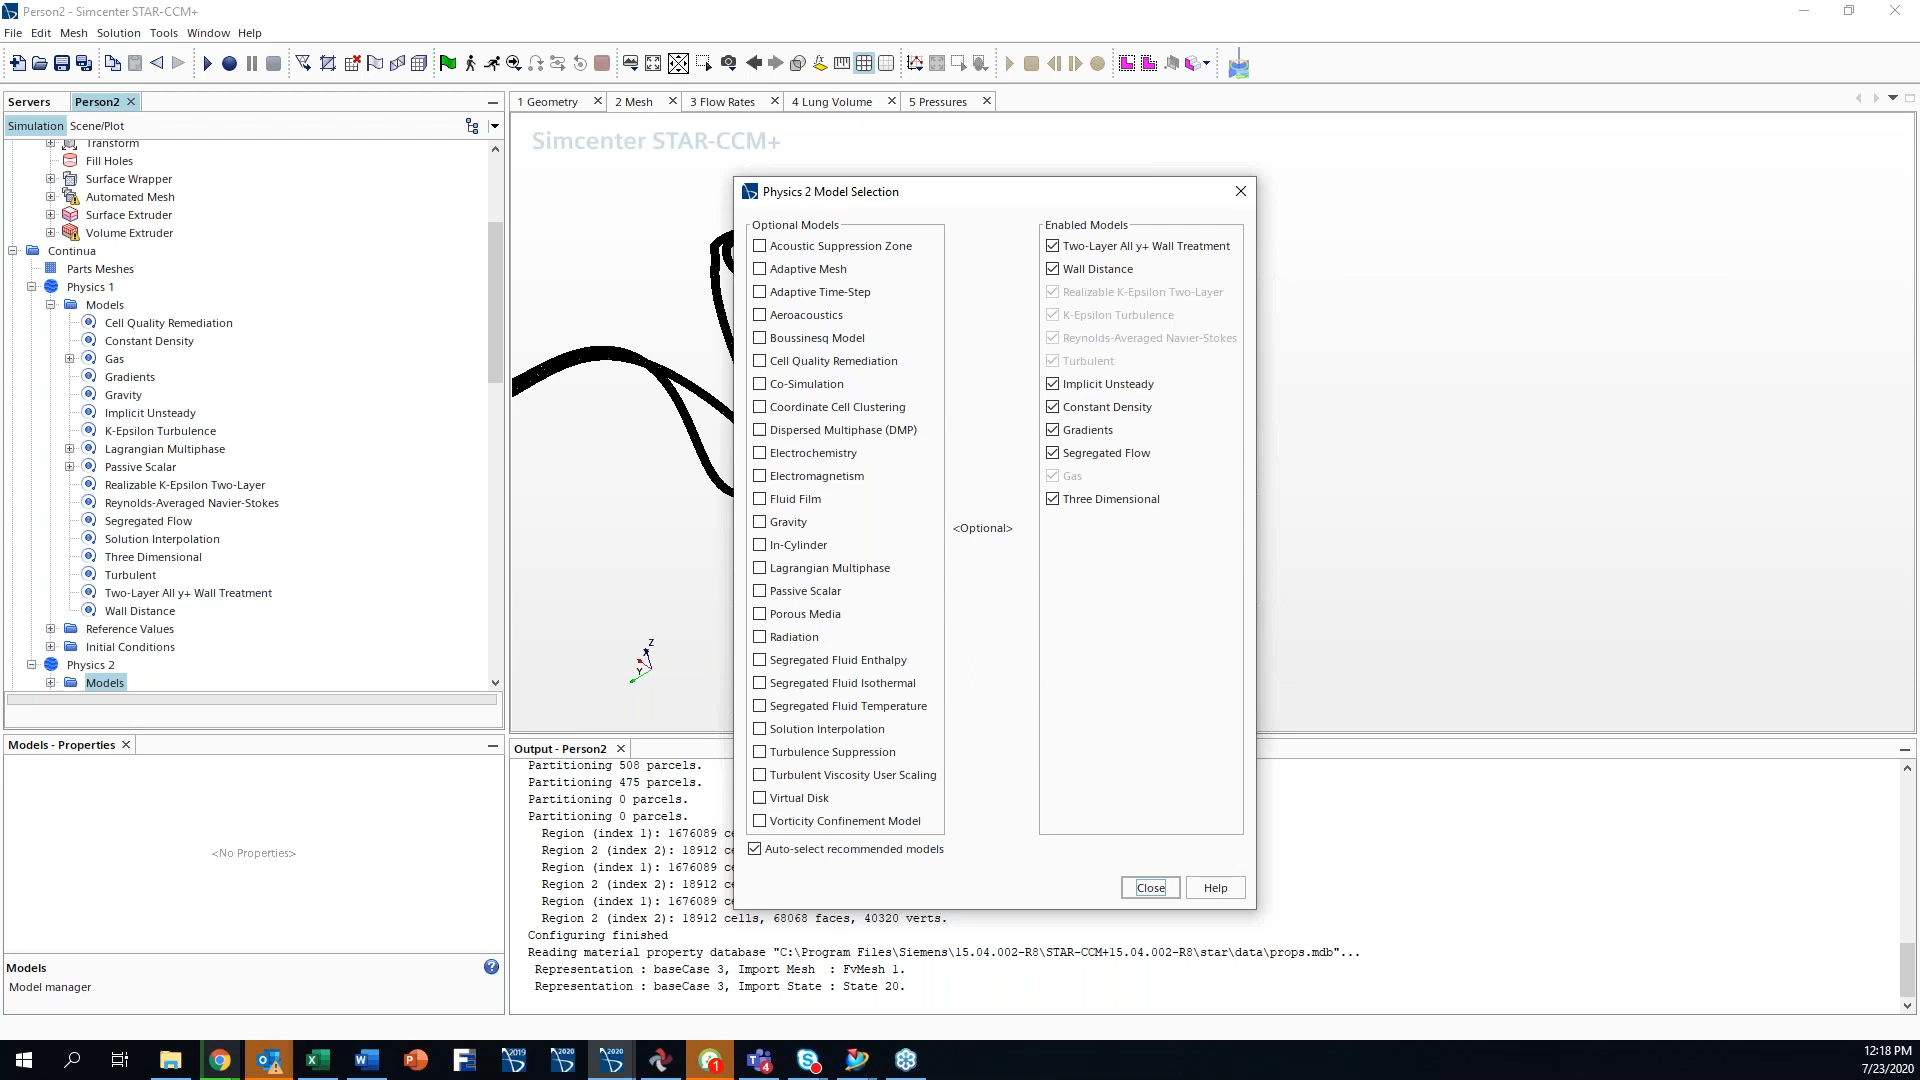 Person2 - Simcenter STAR-CCM+
File Edit Mesh Solution Tools Window Help
Servers Person2
1 Geometry 2 Mesh 3 Flow Rates 4 Lung Volume 5 Pressures
Simulation Scene/Plot
Simcenter STAR-CCM+
Transform
Fill Holes
Surface Wrapper
Automated Mesh
Surface Extruder
Volume Extruder
Continua
Parts Meshes
Physics 1
Models
Cell Quality Remediation
Constant Density
Gas
Gradients
Gravity
Implicit Unsteady
K-Epsilon Turbulence
Lagrangian Multiphase
Passive Scalar
Realizable K-Epsilon Two-Layer
Reynolds-Averaged Navier-Stokes
Segregated Flow
Solution Interpolation
Three Dimensional
Turbulent
Two-Layer All y+ Wall Treatment
Wall Distance
Reference Values
Initial Conditions
Physics 2
Models
Z
X
Y
Physics 2 Model Selection
Optional Models
Acoustic Suppression Zone
Adaptive Mesh
Adaptive Time-Step
Aeroacoustics
Boussinesq Model
Cell Quality Remediation
Co-Simulation
Coordinate Cell Clustering
Dispersed Multiphase (DMP)
Electrochemistry
Electromagnetism
Fluid Film
Gravity
In-Cylinder
Lagrangian Multiphase
Passive Scalar
Porous Media
Radiation
Segregated Fluid Enthalpy
Segregated Fluid Isothermal
Segregated Fluid Temperature
Solution Interpolation
Turbulence Suppression
Turbulent Viscosity User Scaling
Virtual Disk
Vorticity Confinement Model
<Optional>
Enabled Models
Two-Layer All y+ Wall Treatment
Wall Distance
Realizable K-Epsilon Two-Layer
K-Epsilon Turbulence
Reynolds-Averaged Navier-Stokes
Turbulent
Implicit Unsteady
Constant Density
Gradients
Segregated Flow
Gas
Three Dimensional
Auto-select recommended models
Close Help
Models - Properties
<No Properties>
Models
Model manager
Output - Person2
Partitioning 508 parcels.
Partitioning 475 parcels.
Partitioning 0 parcels.
Partitioning 0 parcels.
Region (index 1): 1676089 ce
Region 2 (index 2): 18912 ce
Region (index 1): 1676089 ce
Region 2 (index 2): 18912 ce
Region (index 1): 1676089 ce
Region 2 (index 2): 18912 cells, 68068 faces, 40320 verts.
Configuring finished
Reading material property database "C:\Program Files\Siemens\15.04.002-R8\STAR-CCM+15.04.002-R8\star\data\props.mdb"...
Representation : baseCase 3, Import Mesh : FvMesh 1.
Representation : baseCase 3, Import State : State 20.
2019 2020 2020 1 4
12:18 PM
7/23/2020